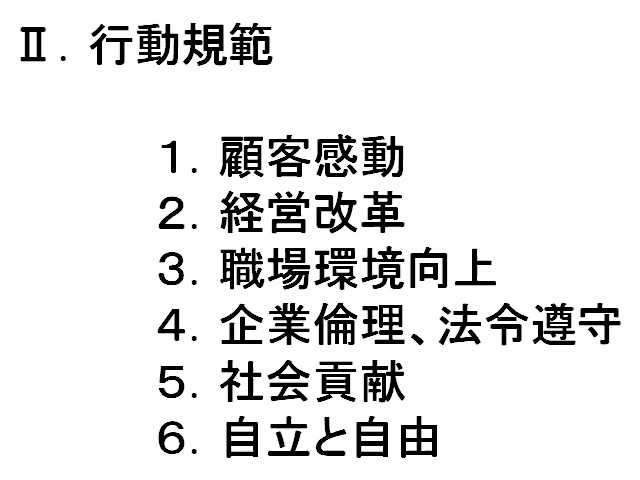 Ⅱ．行動規範
１．顧客感動
２．経営改革
３．職場環境向上
４．企業倫理、法令遵守
５．社会貢献
６．自立と自由